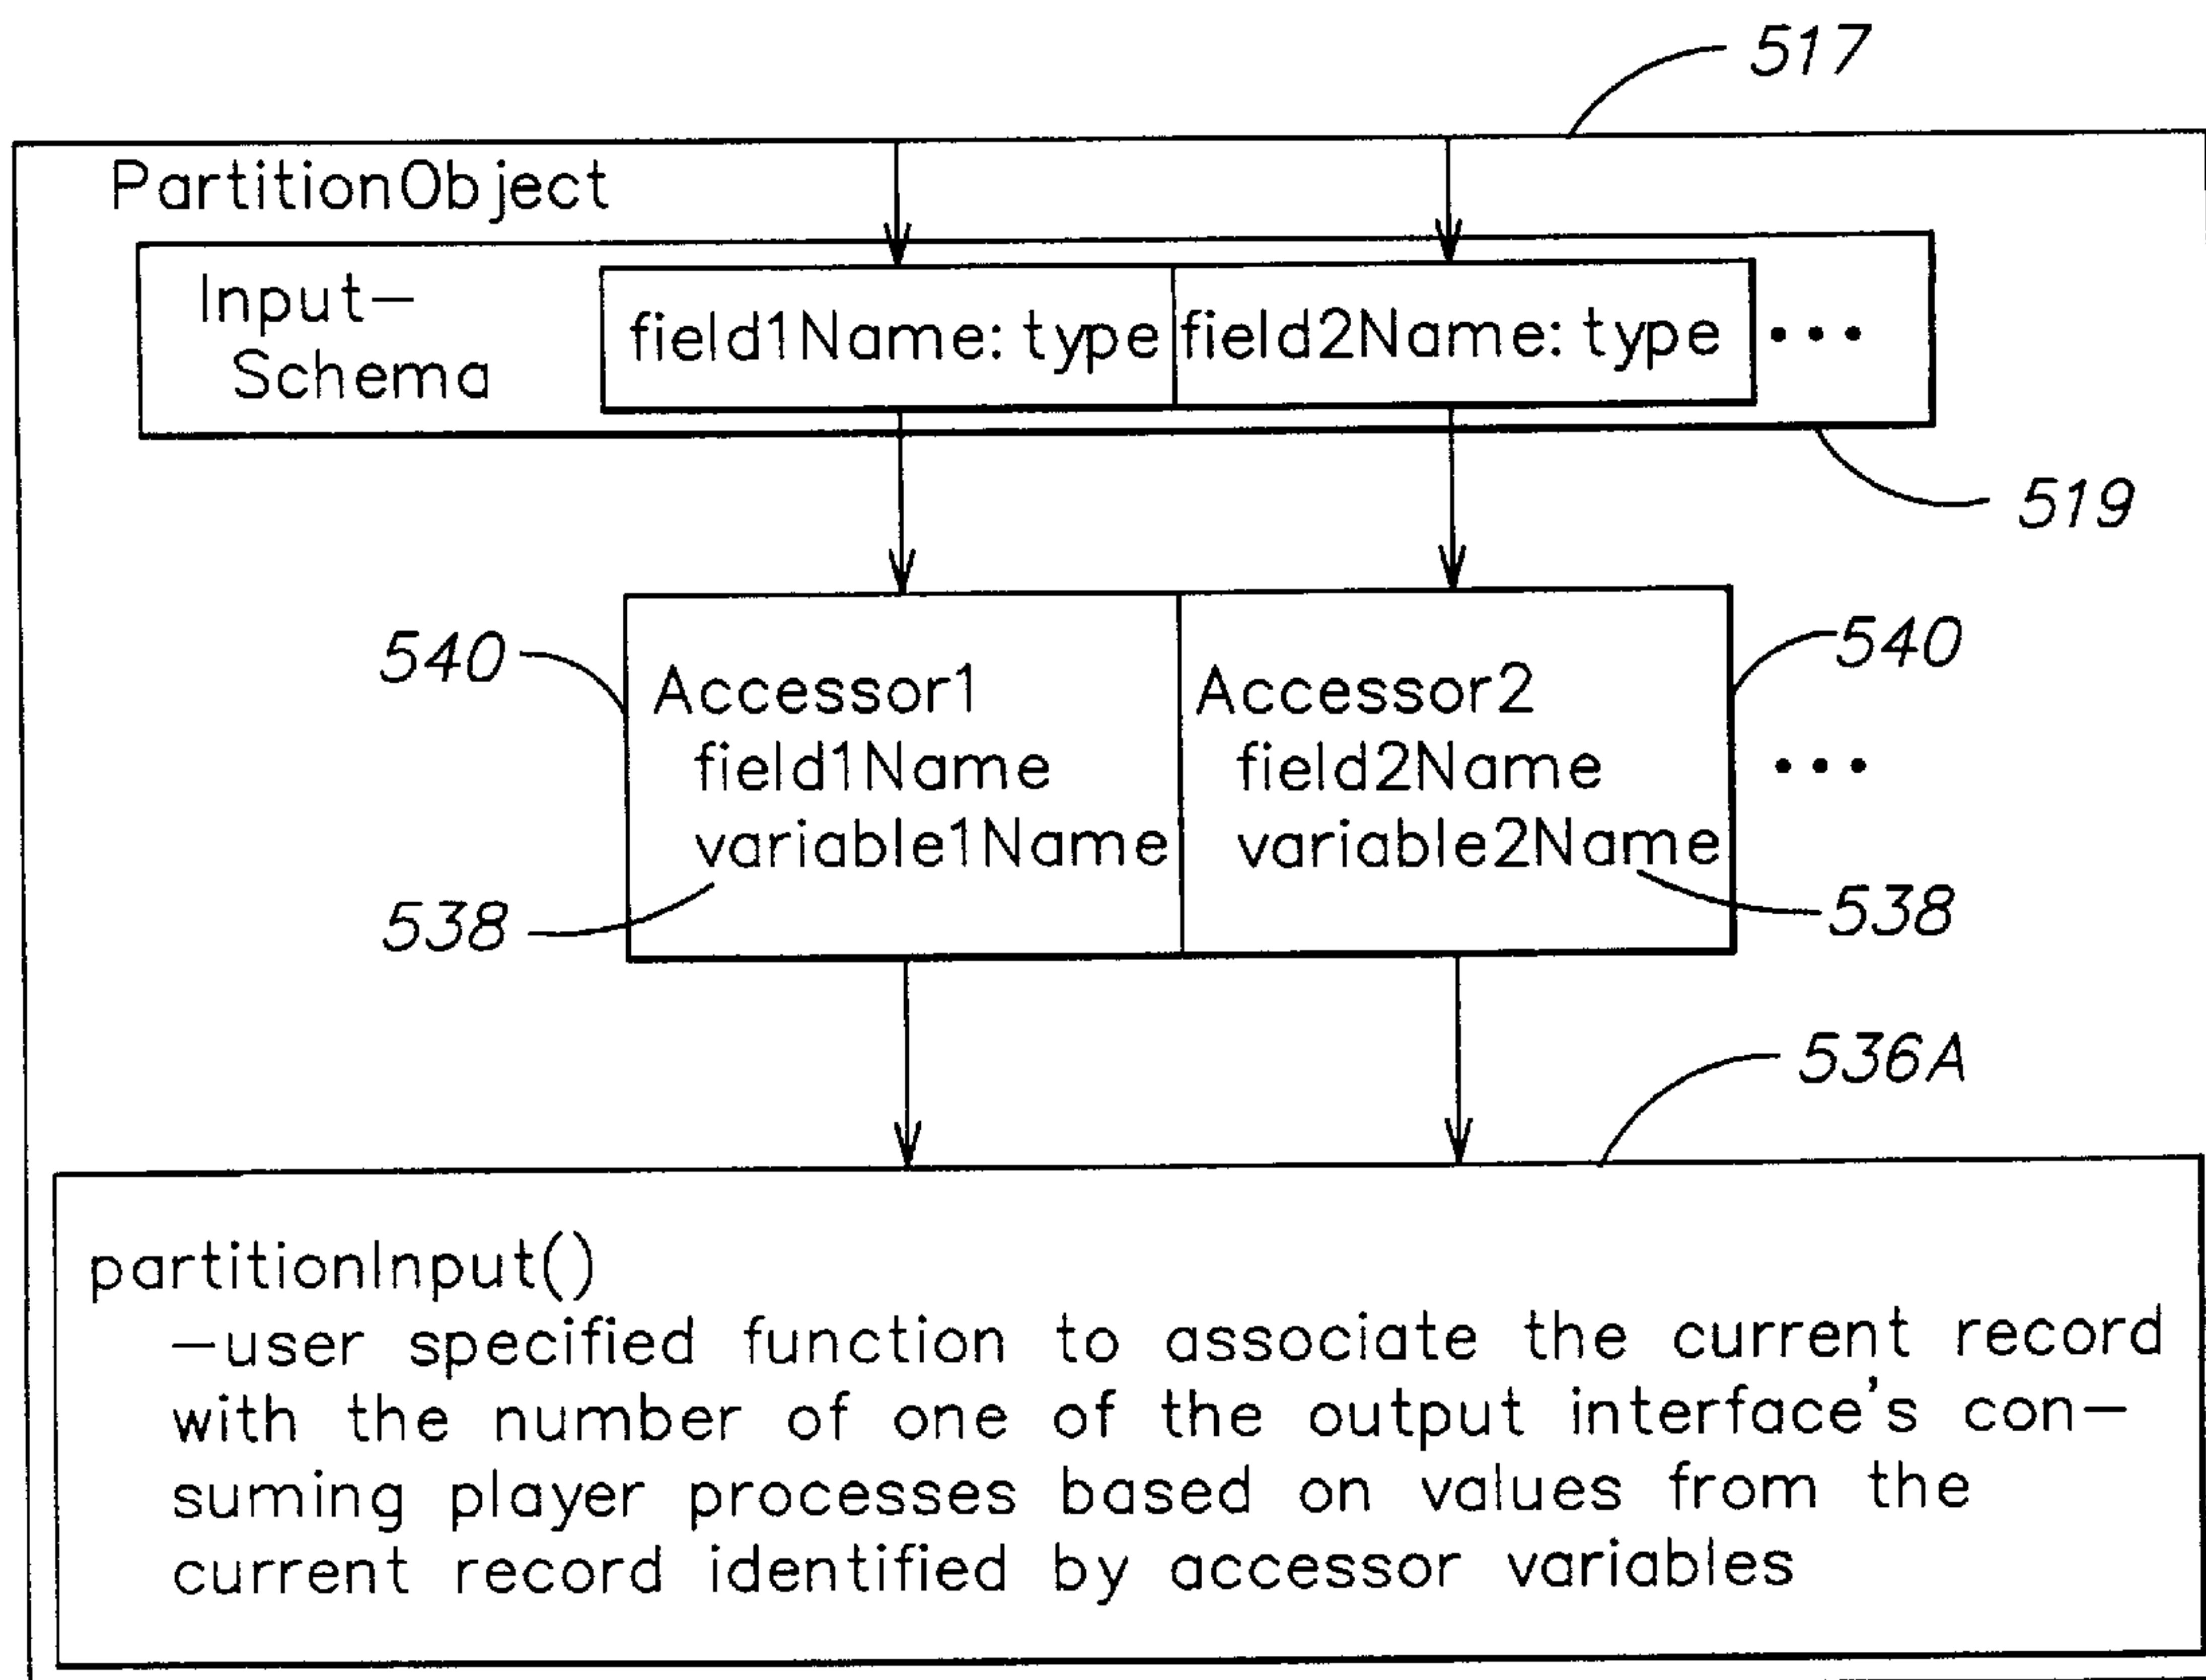 517
PartitionObject
Input-
Schema
field1Name: type field2Name: type •••
519
540 540
Accessor1 Accessor2
field1Name field2Name
•••
variable1Name variable2Name
538 538
536A
partitionInput()
-user specified function to associate the current record
with the number of one of the output interface's con-
suming player processes based on values from the
current record identified by accessor variables